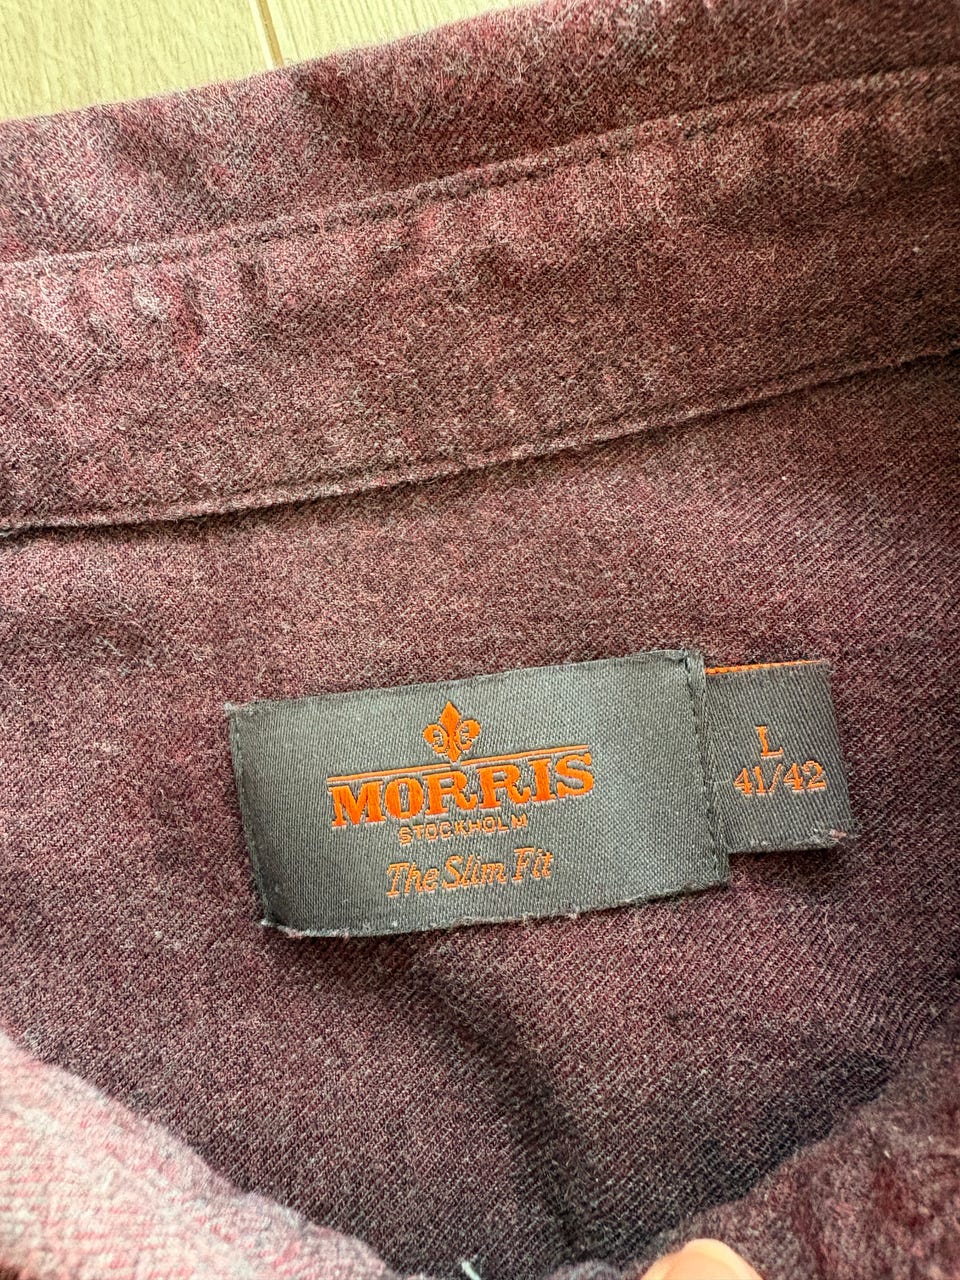 MORRIS
STOCKHOLM
The Slim Fit
L
41/42